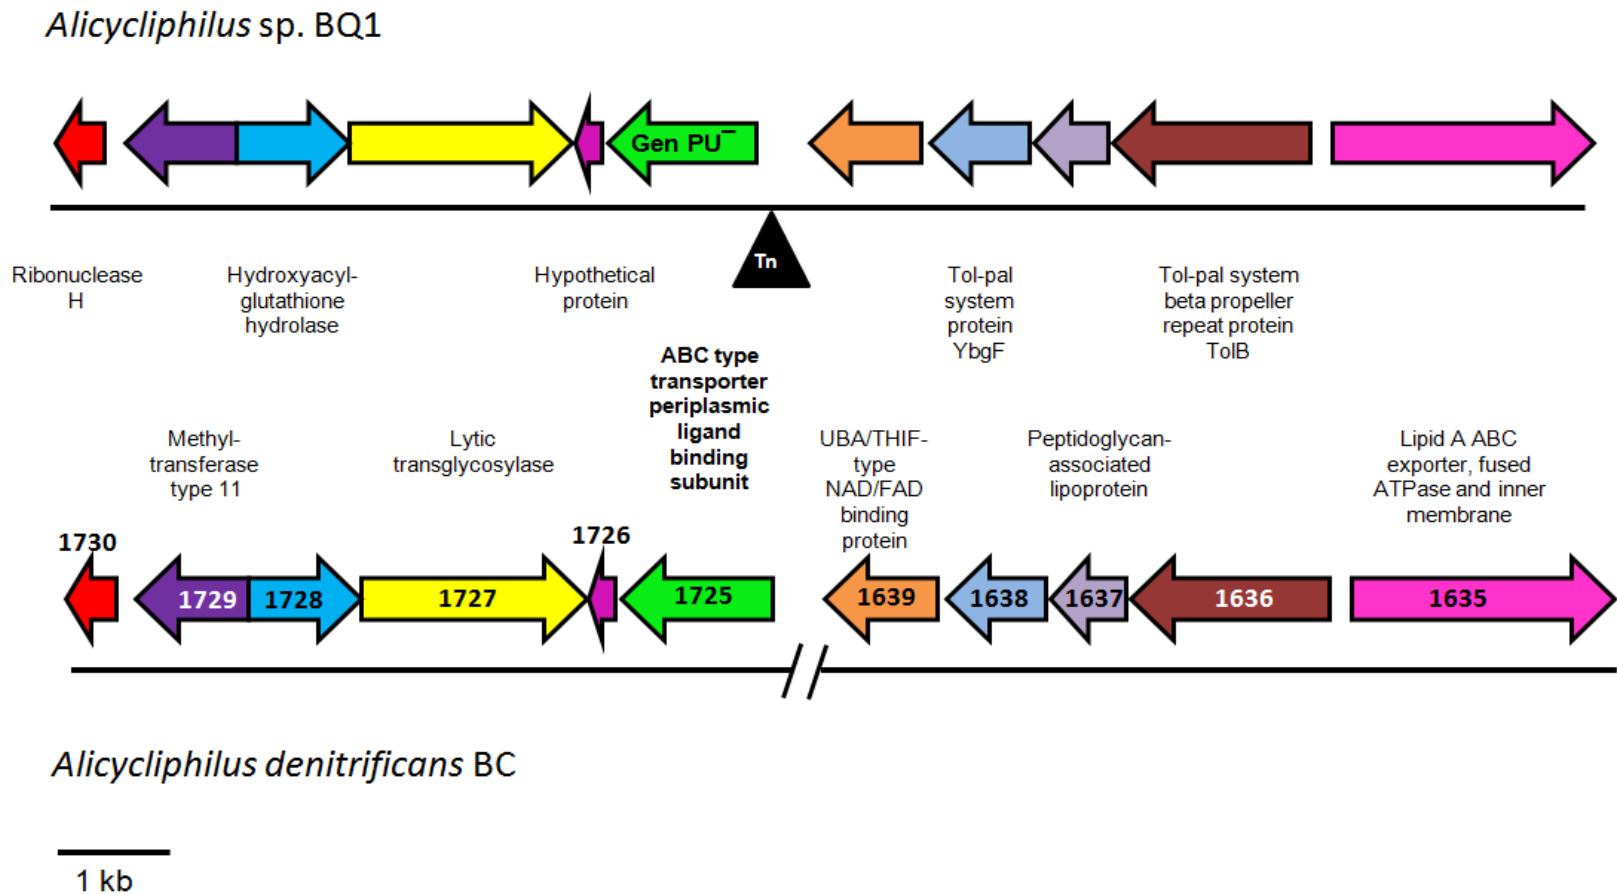 Alicycliphilus sp. BQ1
Gen PU⁻
Tn
Ribonuclease
H
Hydroxyacyl-
glutathione
hydrolase
Hypothetical
protein
Tol-pal
system
protein
YbgF
Tol-pal system
beta propeller
repeat protein
TolB
ABC type
transporter
periplasmic
ligand
binding
subunit
Methyl-
transferase
type 11
Lytic
transglycosylase
UBA/THIF-
type
NAD/FAD
binding
protein
Peptidoglycan-
associated
lipoprotein
Lipid A ABC
exporter, fused
ATPase and inner
membrane
1730
1729
1728
1727
1726
1725
1639
1638
1637
1636
1635
Alicycliphilus denitrificans BC
1 kb